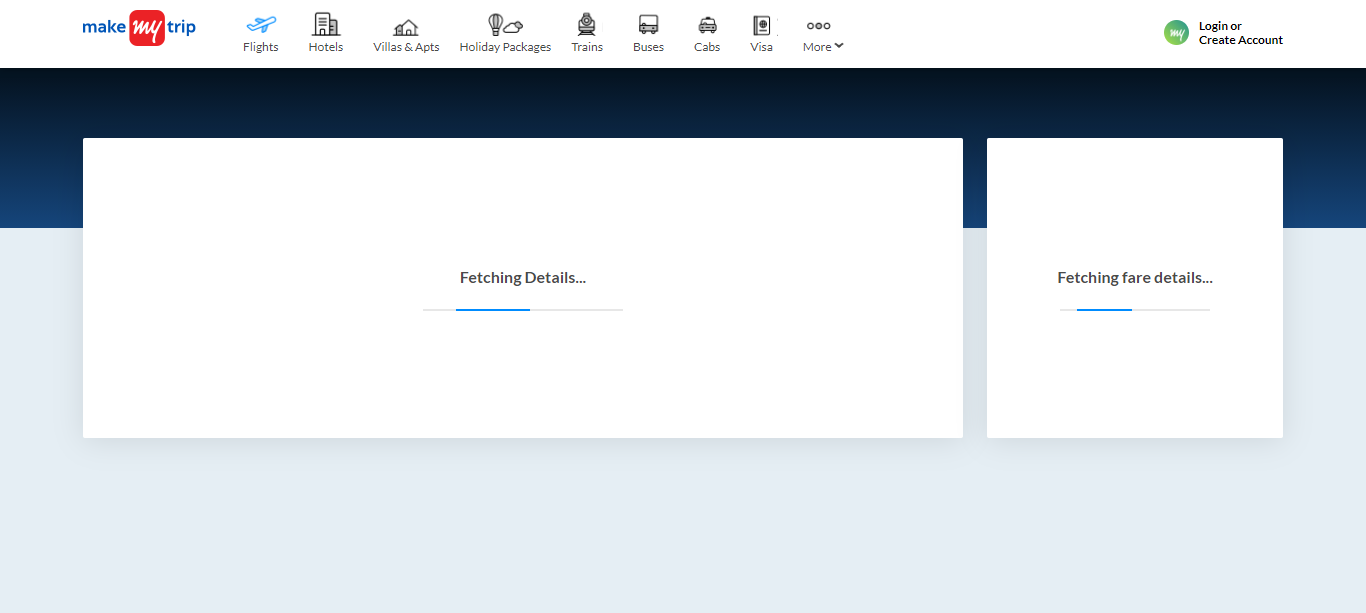 make my trip
Flights
Hotels
Villas & Apts
Holiday Packages
Trains
Buses
Cabs
Visa
More
my
Login or
Create Account
Fetching Details...
Fetching fare details...